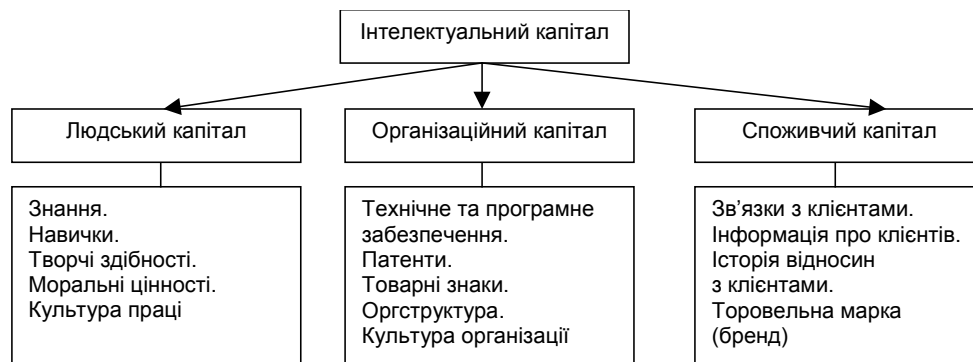 Інтелектуальний капітал
Людський капітал
Організаційний капітал
Споживчий капітал
Знання.
Навички.
Творчі здібності.
Моральні цінності.
Культура праці
Технічне та програмне
забезпечення.
Патенти.
Товарні знаки.
Оргструктура.
Культура організації
Зв’язки з клієнтами.
Інформація про клієнтів.
Історія відносин
з клієнтами.
Торовельна марка
(бренд)